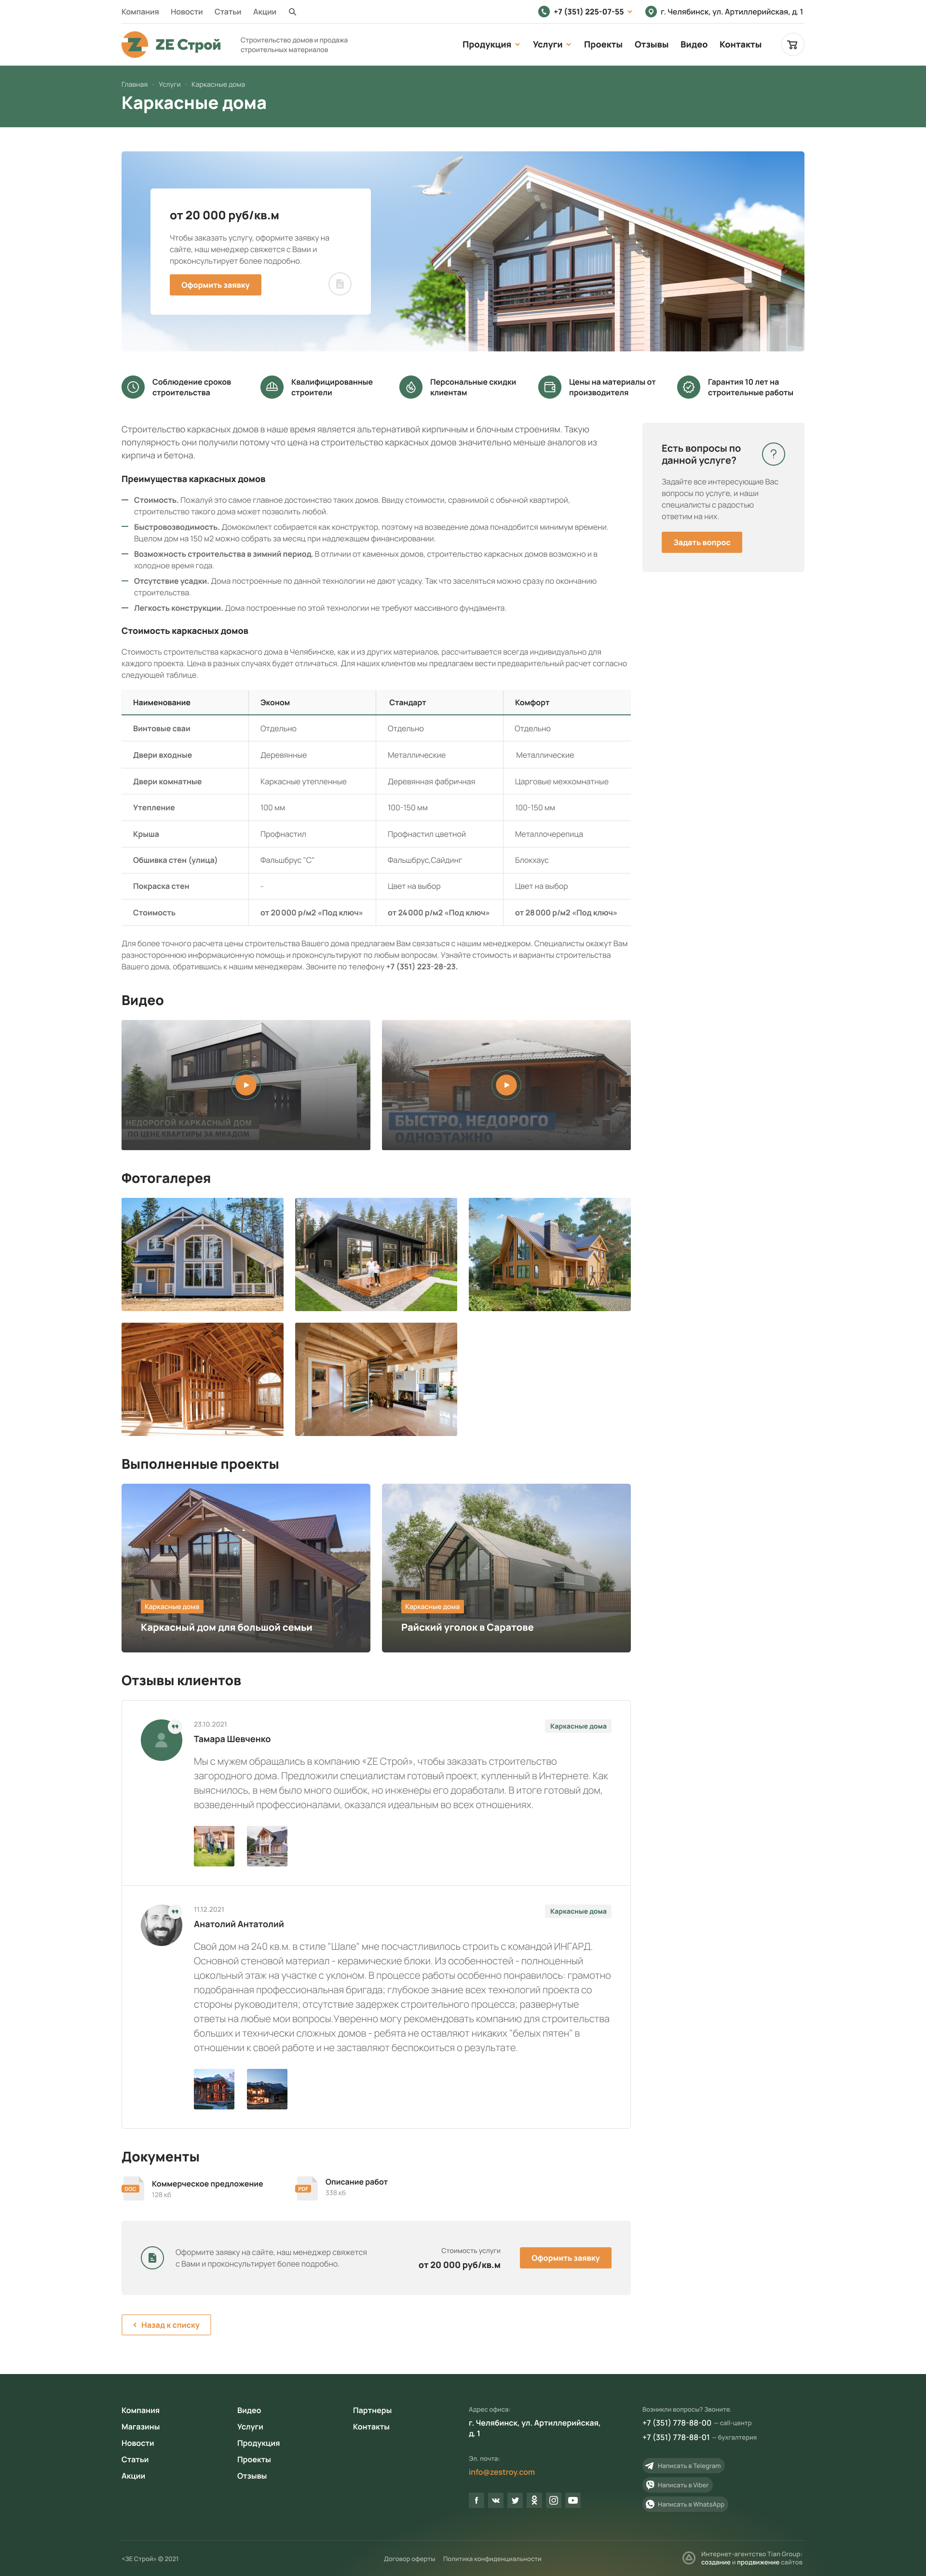 Компания Новости Статьи Акции
+7 (351) 225-07-55
г. Челябинск, ул. Артиллерийская, д. 1
ZE Строй
Строительство домов и продажа
строительных материалов
Продукция Услуги Проекты Отзывы Видео Контакты
Главная · Услуги · Каркасные дома
Каркасные дома
от 20 000 руб/кв.м
Чтобы заказать услугу, оформите заявку на
сайте, наш менеджер свяжется с Вами и
проконсультирует более подробно.
Оформить заявку
Соблюдение сроков
строительства
Квалифицированные
строители
Персональные скидки
клиентам
Цены на материалы от
производителя
Гарантия 10 лет на
строительные работы
Строительство каркасных домов в наше время является альтернативой кирпичным и блочным строениям. Такую
популярность они получили потому что цена на строительство каркасных домов значительно меньше аналогов из
кирпича и бетона.
Преимущества каркасных домов
Стоимость. Пожалуй это самое главное достоинство таких домов. Ввиду стоимости, сравнимой с обычной квартирой,
строительство такого дома может позволить любой.
Быстровозводимость. Домокомлект собирается как конструктор, поэтому на возведение дома понадобится минимум времени.
Вцелом дом на 150 м2 можно собрать за месяц при надлежащем финансировании.
Возможность строительства в зимний период. В отличии от каменных домов, строительство каркасных домов возможно и в
холодное время года.
Отсутствие усадки. Дома построенные по данной технологии не дают усадку. Так что заселяться можно сразу по окончанию
строительства.
Легкость конструкции. Дома построенные по этой технологии не требуют массивного фундамента.
Стоимость каркасных домов
Стоимость строительства каркасного дома в Челябинске, как и из других материалов, рассчитывается всегда индивидуально для
каждого проекта. Цена в разных случаях будет отличаться. Для наших клиентов мы предлагаем вести предварительный расчет согласно
следующей таблице.
Наименование Эконом Стандарт Комфорт
Винтовые сваи Отдельно Отдельно Отдельно
Двери входные Деревянные Металлические Металлические
Двери комнатные Каркасные утепленные Деревянная фабричная Царговые межкомнатные
Утепление 100 мм 100-150 мм 100-150 мм
Крыша Профнастил Профнастил цветной Металлочерепица
Обшивка стен (улица) Фальшбрус "С" Фальшбрус,Сайдинг Блокхаус
Покраска стен - Цвет на выбор Цвет на выбор
Стоимость от 20 000 р/м2 «Под ключ» от 24 000 р/м2 «Под ключ» от 28 000 р/м2 «Под ключ»
Для более точного расчета цены строительства Вашего дома предлагаем Вам связаться с нашим менеджером. Специалисты окажут Вам
разностороннюю информационную помощь и проконсультируют по любым вопросам. Узнайте стоимость и варианты строительства
Вашего дома, обратившись к нашим менеджерам. Звоните по телефону +7 (351) 223-28-23.
Есть вопросы по
данной услуге?
?
Задайте все интересующие Вас
вопросы по услуге, и наши
специалисты с радостью
ответим на них.
Задать вопрос
Видео
НЕДОРОГОЙ КАРКАСНЫЙ ДОМ
ПО ЦЕНЕ КВАРТИРЫ ЗА МКАДОМ
БЫСТРО, НЕДОРОГО
ОДНОЭТАЖНО
Фотогалерея
Выполненные проекты
Каркасные дома
Каркасный дом для большой семьи
Каркасные дома
Райский уголок в Саратове
Отзывы клиентов
23.10.2021
Каркасные дома
Тамара Шевченко
Мы с мужем обращались в компанию «ZE Строй», чтобы заказать строительство
загородного дома. Предложили специалистам готовый проект, купленный в Интернете. Как
выяснилось, в нем было много ошибок, но инженеры его доработали. В итоге готовый дом,
возведенный профессионалами, оказался идеальным во всех отношениях.
11.12.2021
Каркасные дома
Анатолий Антатолий
Свой дом на 240 кв.м. в стиле "Шале" мне посчастливилось строить с командой ИНГАРД.
Основной стеновой материал - керамические блоки. Из особенностей - полноценный
цокольный этаж на участке с уклоном. В процессе работы особенно понравилось: грамотно
подобранная профессиональная бригада; глубокое знание всех технологий проекта со
стороны руководителя; отсутствие задержек строительного процесса; развернутые
ответы на любые мои вопросы.Уверенно могу рекомендовать компанию для строительства
больших и технически сложных домов - ребята не оставляют никаких "белых пятен" в
отношении к своей работе и не заставляют беспокоиться о результате.
Документы
DOC
Коммерческое предложение
128 кб
PDF
Описание работ
338 кб
Оформите заявку на сайте, наш менеджер свяжется
с Вами и проконсультирует более подробно.
Стоимость услуги
от 20 000 руб/кв.м
Оформить заявку
Назад к списку
Компания
Магазины
Новости
Статьи
Акции
Видео
Услуги
Продукция
Проекты
Отзывы
Партнеры
Контакты
Адрес офиса:
г. Челябинск, ул. Артиллерийская,
д. 1
Эл. почта:
info@zestroy.com
Возникли вопросы? Звоните.
+7 (351) 778-88-00 — call-центр
+7 (351) 778-88-01 — бухгалтерия
Написать в Telegram
Написать в Viber
Написать в WhatsApp
«ЗЕ Строй» © 2021
Договор оферты Политика конфиденциальности
Интернет-агентство Tian Group:
создание и продвижение сайтов